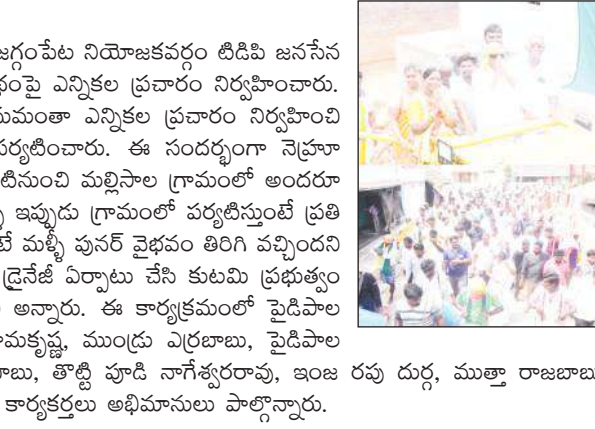 జగ్గంపేట నియోజకవర్గం టిడిపి జనసేన
ఎన్నికల ప్రచారం నిర్వహించారు.
ఎన్నికల ప్రచారం నిర్వహించి
పర్యటించారు. ఈ సందర్భంగా నెహ్రూ
మల్లిసాల గ్రామంలో అందరూ
ఇప్పుడు గ్రామంలో పర్యటిస్తుంటే ప్రతి
మళ్ళీ పునర్ వైభవం తిరిగి వచ్చిందని
డ్రైనేజీ ఏర్పాటు చేసి కుటమి ప్రభుత్వం
అన్నారు. ఈ కార్యక్రమంలో పైడిపాల
ముండ్రు ఎర్రబాబు, పైడిపాల
తొట్టి పూడి నాగేశ్వరరావు, ఇంజ రపు దుర్గ, ముత్తా రాజబాబు
కార్యకర్తలు అభిమానులు పాల్గొన్నారు.